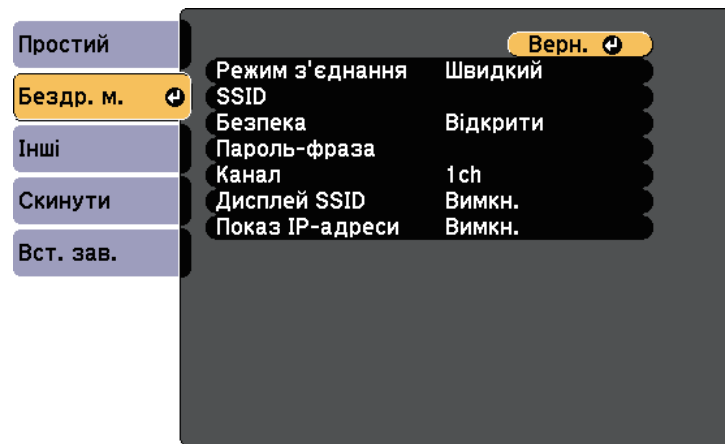 Простий
Бездр. м.
Інші
Скинути
Вст. зав.
Верн.
Режим з'єднання Швидкий
SSID
Безпека Відкрити
Пароль-фраза
Канал 1ch
Дисплей SSID Вимкн.
Показ IP-адреси Вимкн.